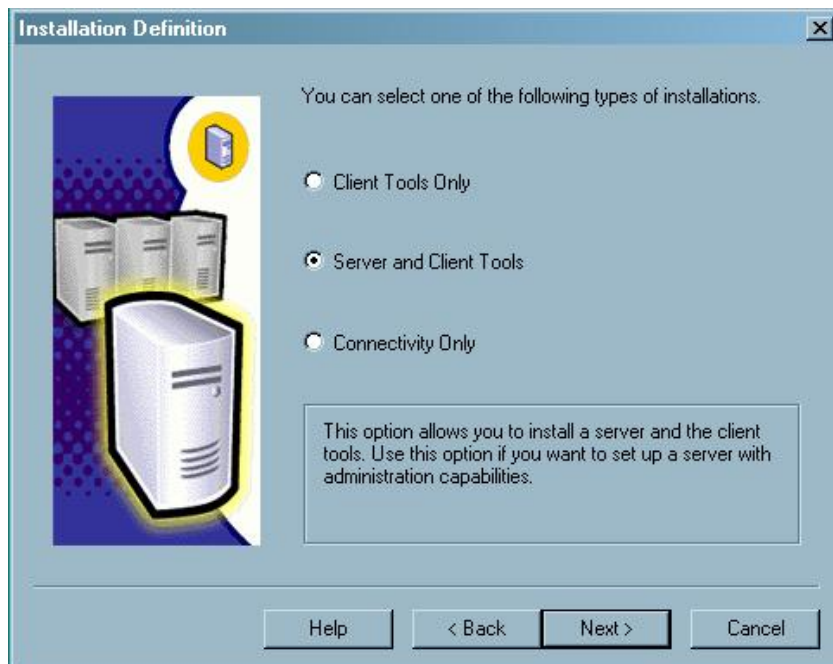 Installation Definition
You can select one of the following types of installations.
Client Tools Only
Server and Client Tools
Connectivity Only
This option allows you to install a server and the client
tools. Use this option if you want to set up a server with
administration capabilities.
Help
< Back
Next >
Cancel